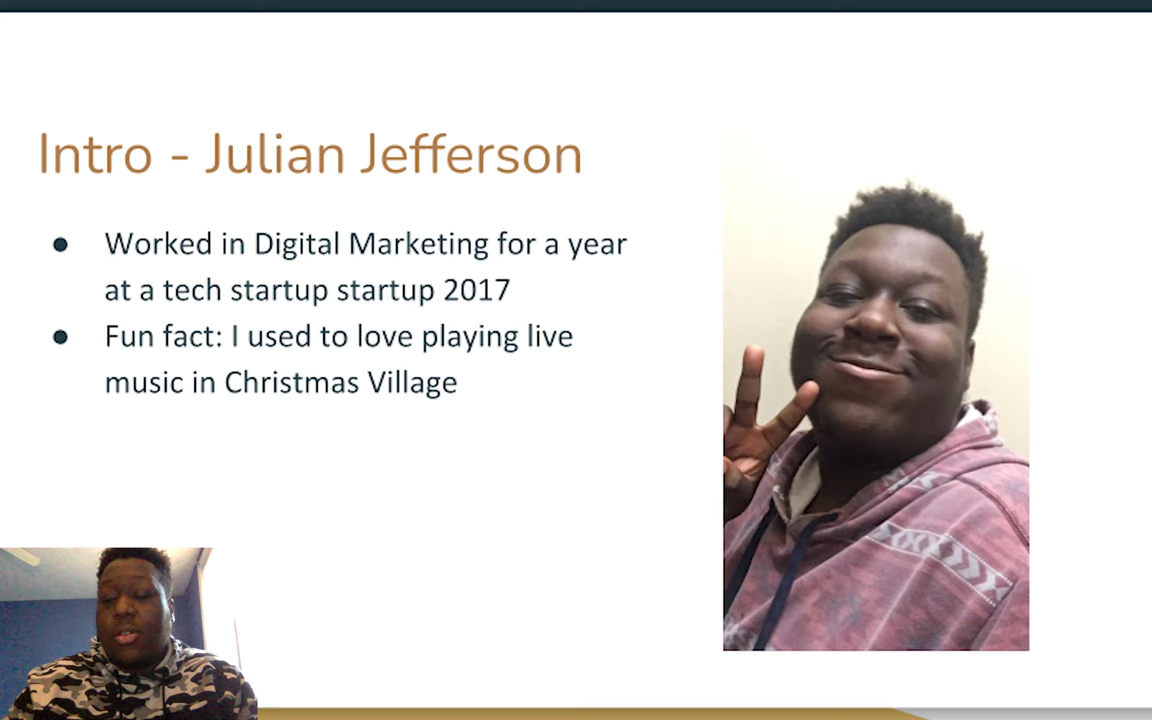 Intro - Julian Jefferson
● Worked in Digital Marketing for a year
at a tech startup startup 2017
● Fun fact: I used to love playing live
music in Christmas Village